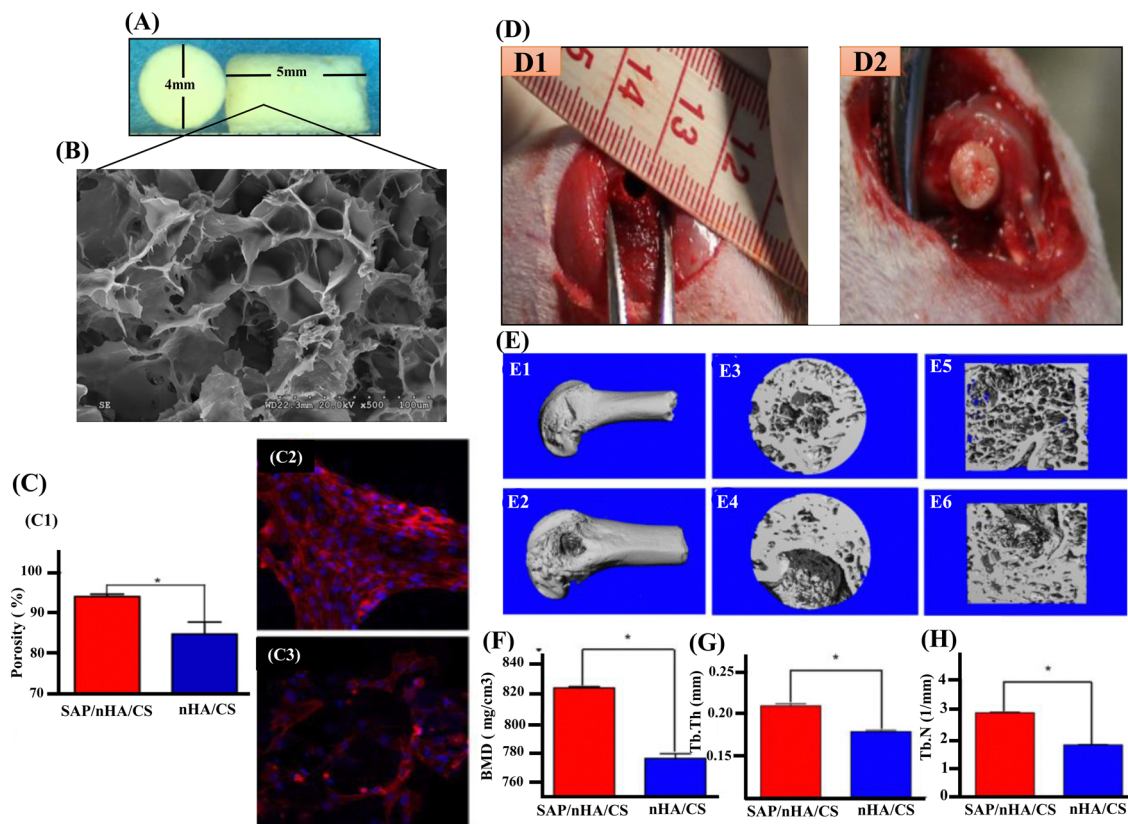 (A)
4mm
5mm
(B)
SE
WD22.3mm 20.0kV x500 100um
(C)
(C1)
Porosity ( %)
100
90
80
70
*
SAP/nHA/CS
nHA/CS
(C2)
(C3)
(D)
D1
15
14
13
12
D2
(E)
E1
E3
E5
E2
E4
E6
(F)
BMD ( mg/cm3)
840
820
800
780
760
*
SAP/nHA/CS
nHA/CS
(G)
Tb.Th (mm)
0.25
0.20
0.15
*
SAP/nHA/CS
nHA/CS
(H)
Tb.N (1/mm)
5
4
3
2
1
0
*
SAP/nHA/CS
nHA/CS